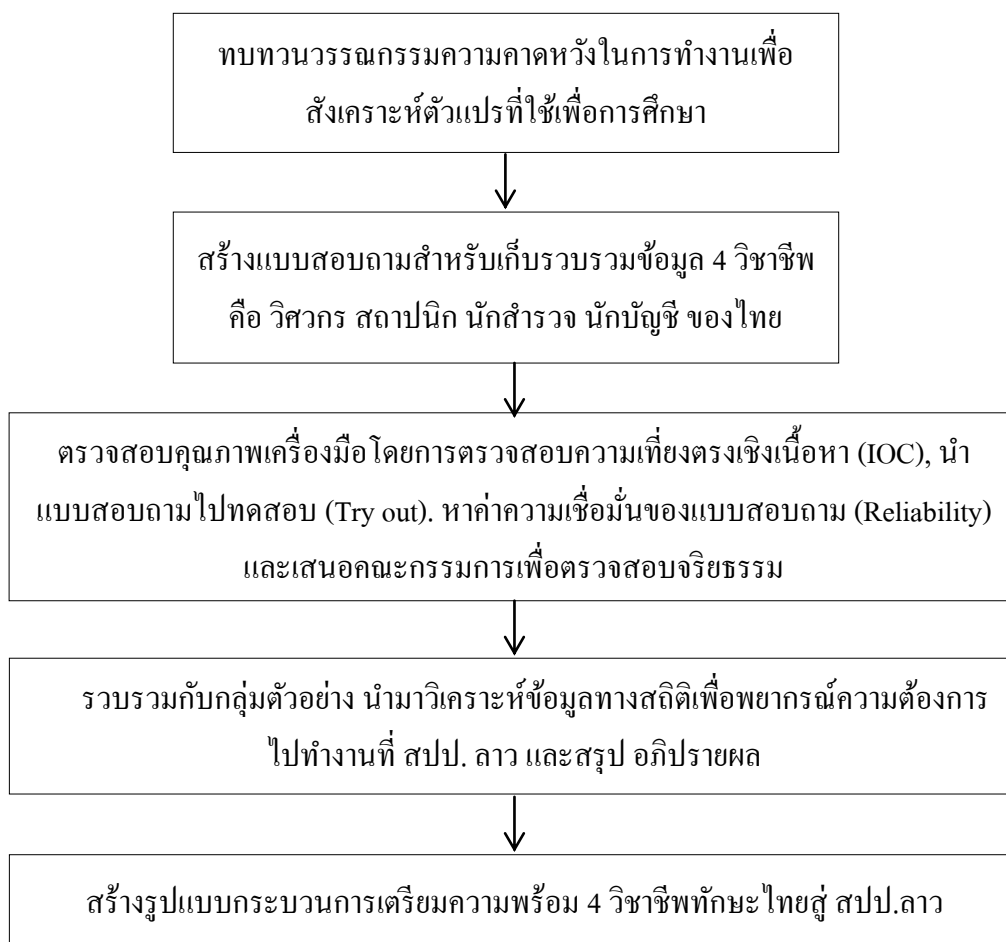 ทบทวนวรรณกรรมความคาดหวังในการทำงานเพื่อ
สังเคราะห์ตัวแปรที่ใช้เพื่อการศึกษา
สร้างแบบสอบถามสำหรับเก็บรวบรวมข้อมูล 4 วิชาชีพ
คือ วิศวกร สถาปนิก นักสำรวจ นักบัญชี ของไทย
ตรวจสอบคุณภาพเครื่องมือโดยการตรวจสอบความเที่ยงตรงเชิงเนื้อหา (IOC), นำ
แบบสอบถามไปทดสอบ (Try out). หาค่าความเชื่อมั่นของแบบสอบถาม (Reliability)
และเสนอคณะกรรมการเพื่อตรวจสอบจริยธรรม
รวบรวมกับกลุ่มตัวอย่าง นำมาวิเคราะห์ข้อมูลทางสถิติเพื่อพยากรณ์ความต้องการ
ไปทำงานที่ สปป. ลาว และสรุป อภิปรายผล
สร้างรูปแบบกระบวนการเตรียมความพร้อม 4 วิชาชีพทักษะไทยสู่ สปป.ลาว